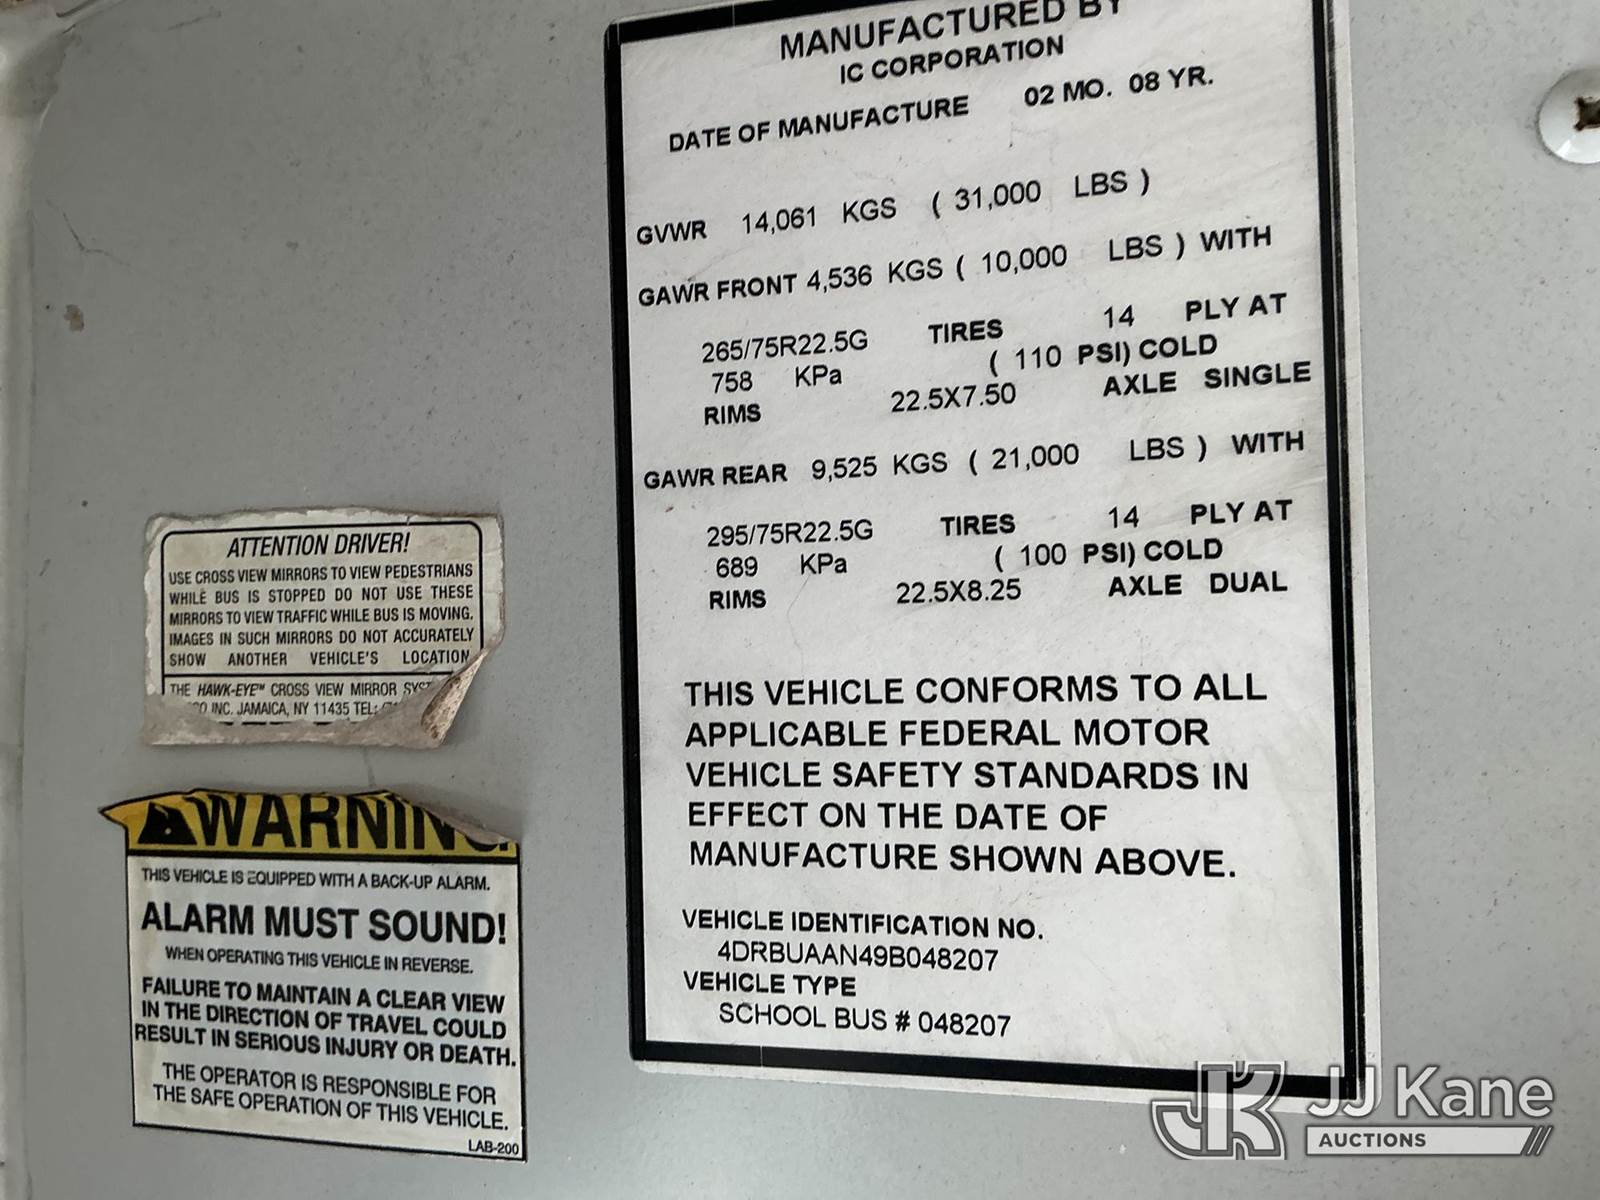 MANUFACTURED BY
IC CORPORATION
DATE OF MANUFACTURE 02 MO. 08 YR.
GVWR 14,061 KGS ( 31,000 LBS )
GAWR FRONT 4,536 KGS ( 10,000 LBS ) WITH
265/75R22.5G TIRES 14 PLY AT
758 KPa ( 110 PSI) COLD
RIMS 22.5X7.50 AXLE SINGLE
GAWR REAR 9,525 KGS ( 21,000 LBS ) WITH
295/75R22.5G TIRES 14 PLY AT
689 KPa ( 100 PSI) COLD
RIMS 22.5X8.25 AXLE DUAL
THIS VEHICLE CONFORMS TO ALL
APPLICABLE FEDERAL MOTOR
VEHICLE SAFETY STANDARDS IN
EFFECT ON THE DATE OF
MANUFACTURE SHOWN ABOVE.
VEHICLE IDENTIFICATION NO.
4DRBUAAN49B048207
VEHICLE TYPE
SCHOOL BUS # 048207
ATTENTION DRIVER!
USE CROSS VIEW MIRRORS TO VIEW PEDESTRIANS
WHILE BUS IS STOPPED DO NOT USE THESE
MIRRORS TO VIEW TRAFFIC WHILE BUS IS MOVING.
IMAGES IN SUCH MIRRORS DO NOT ACCURATELY
SHOW ANOTHER VEHICLE'S LOCATION
THE HAWK-EYE™ CROSS VIEW MIRROR
INC. JAMAICA, NY 11435 TEL:
WARNING
THIS VEHICLE IS EQUIPPED WITH A BACK-UP ALARM.
ALARM MUST SOUND!
WHEN OPERATING THIS VEHICLE IN REVERSE.
FAILURE TO MAINTAIN A CLEAR VIEW
IN THE DIRECTION OF TRAVEL COULD
RESULT IN SERIOUS INJURY OR DEATH.
THE OPERATOR IS RESPONSIBLE FOR
THE SAFE OPERATION OF THIS VEHICLE.
LAB-200
JK JJ Kane
AUCTIONS